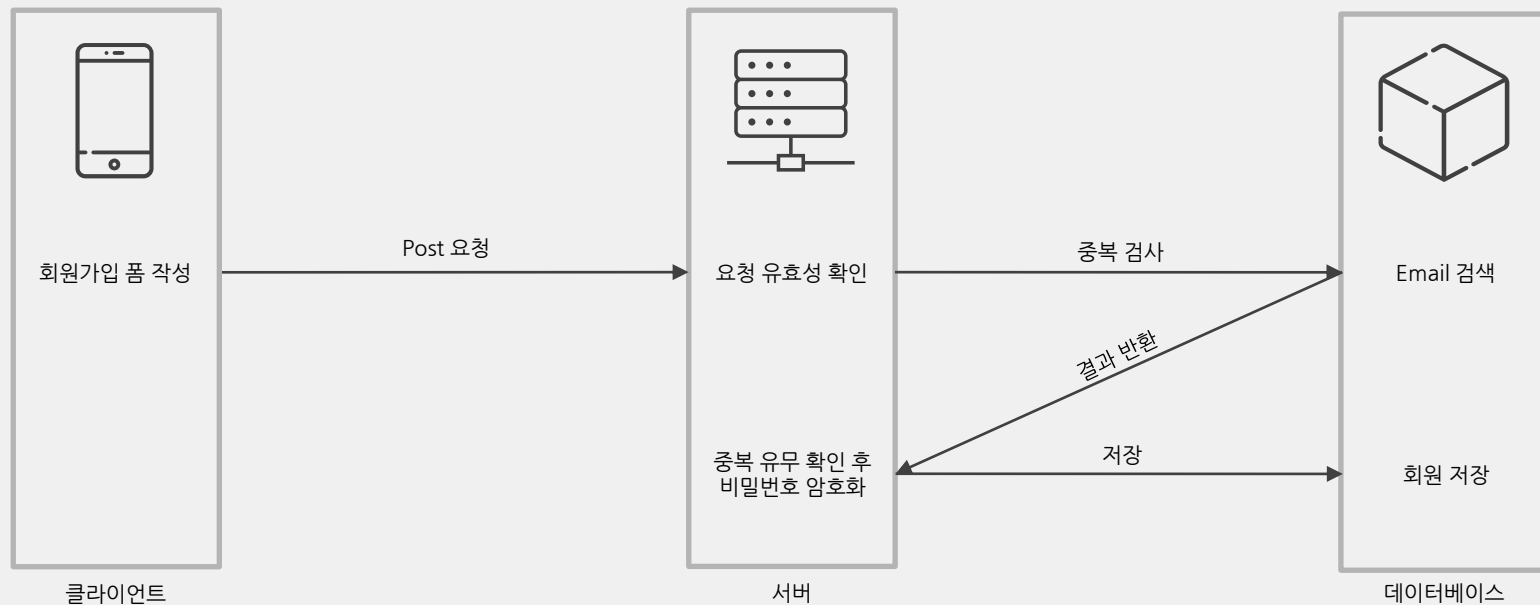 Post 요청
중복 검사
회원가입 폼 작성
요청 유효성 확인
Email 검색
결과 반환
저장
중복 유무 확인 후
비밀번호 암호화
회원 저장
클라이언트
서버
데이터베이스